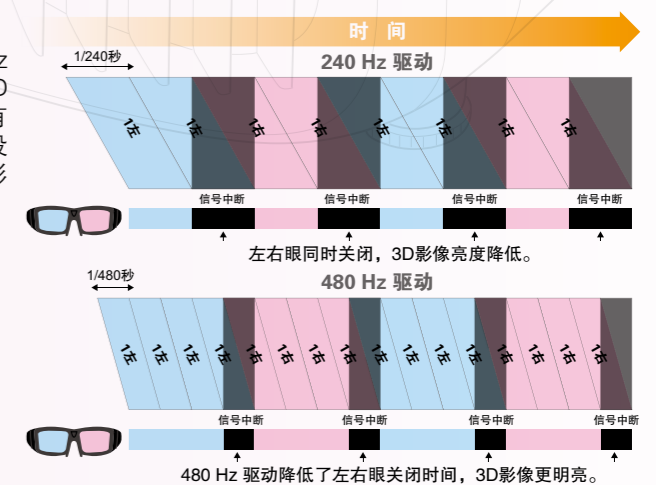 时 间
1/240秒
240 Hz 驱动
1左 1左 1右 1右 1左 1左 1右 1右
信号中断 信号中断 信号中断 信号中断
左右眼同时关闭，3D影像亮度降低。
1/480秒
480 Hz 驱动
1左 1左 1左 1左 1右 1右 1右 1右 1左 1左 1左 1左 1右 1右 1右 1右
信号中断 信号中断 信号中断 信号中断
480 Hz 驱动降低了左右眼关闭时间，3D影像更明亮。